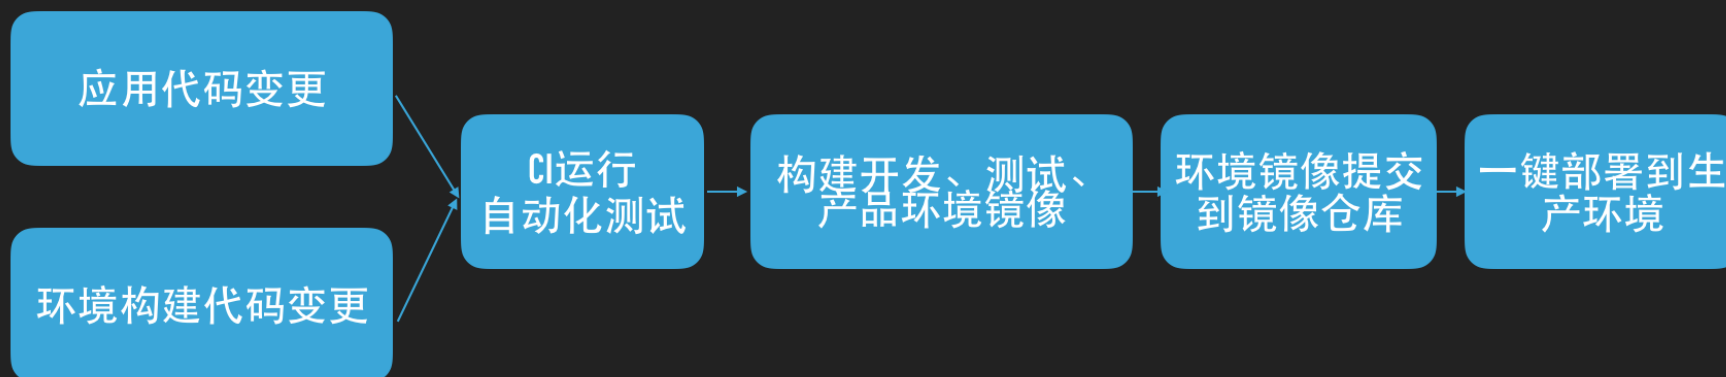 应用代码变更
环境构建代码变更
CI运行
自动化测试
构建开发、测试、
产品环境镜像
环境镜像提交
到镜像仓库
一键部署到生
产环境